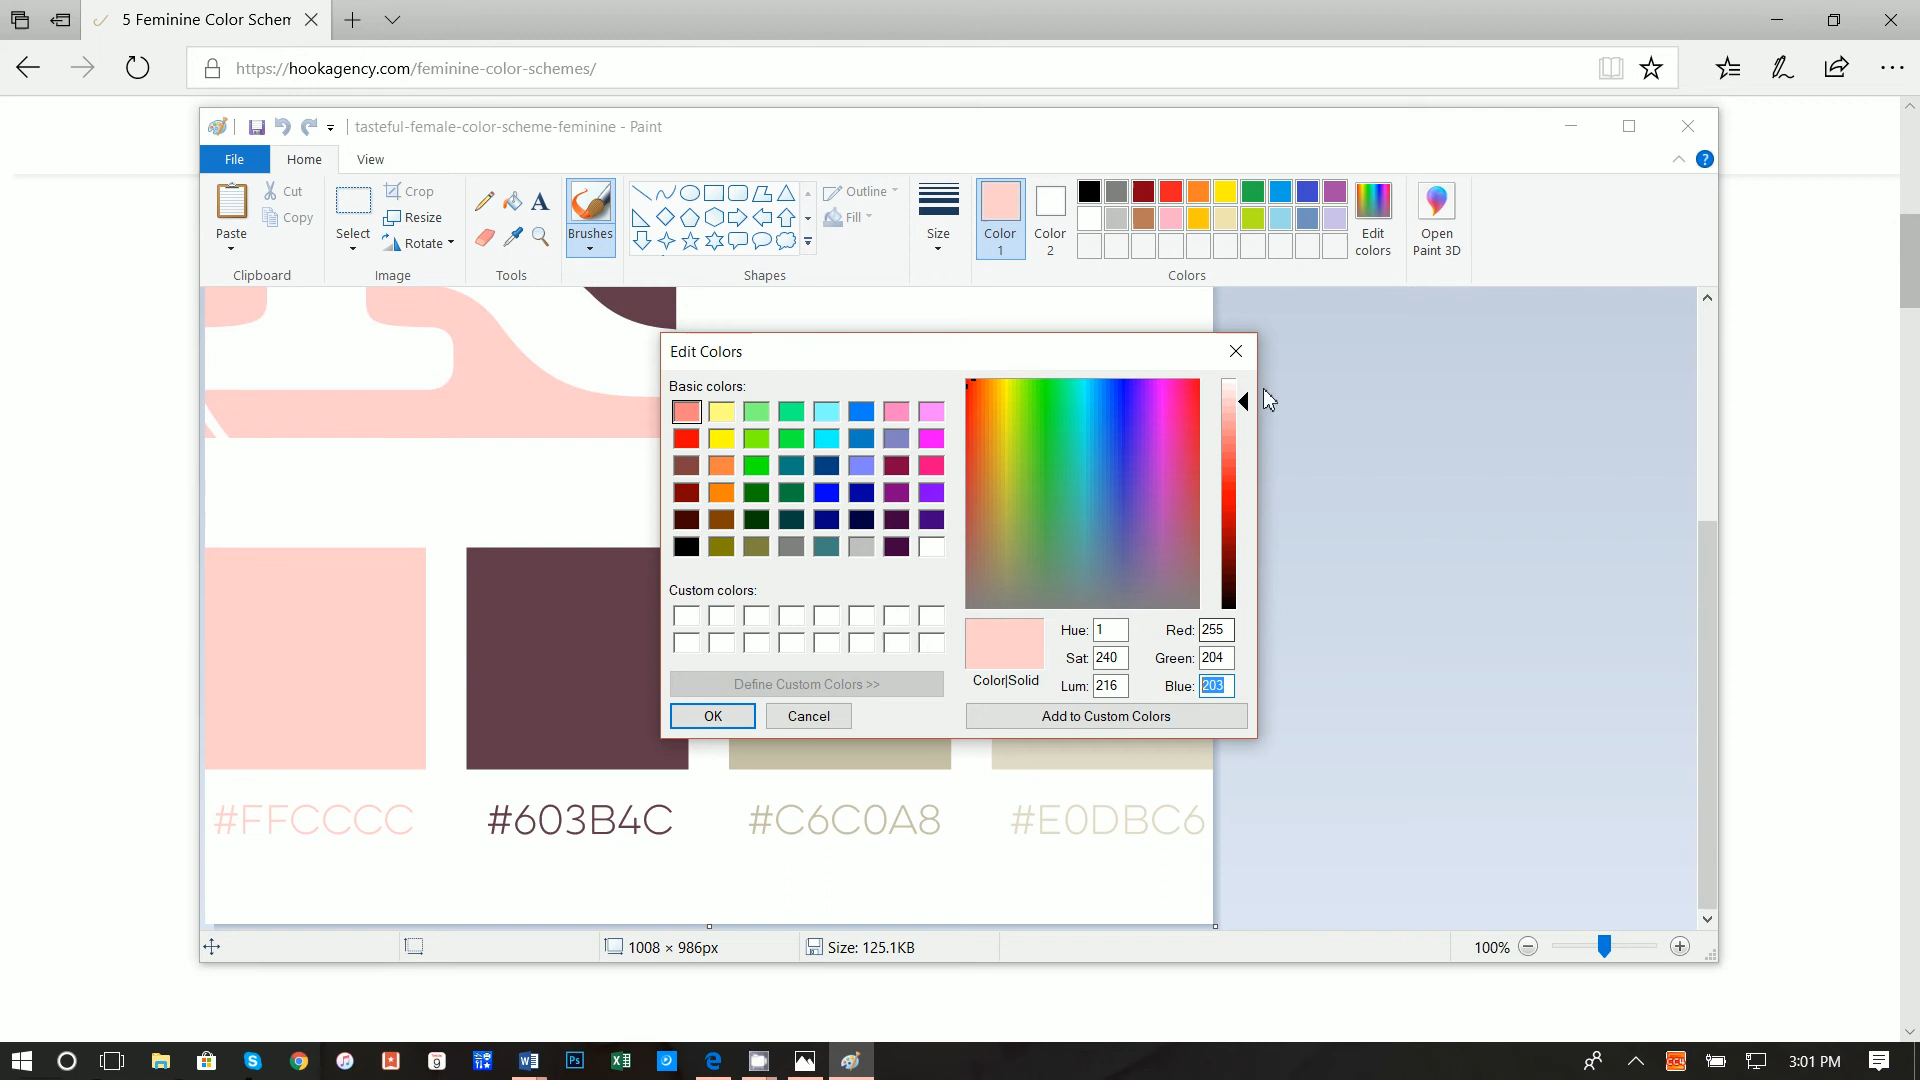 5 Feminine Color Schem
https://hookagency.com/feminine-color-schemes/
tasteful-female-color-scheme-feminine - Paint
File
Home
View
?
Paste
Cut
Copy
Clipboard
Select
Crop
Resize
Rotate
Image
A
Tools
Brushes
Outline
Fill
Shapes
Size
Color
1
Color
2
Edit
colors
Colors
Open
Paint 3D
Edit Colors
Basic colors:
Custom colors:
Define Custom Colors >>
OK
Cancel
Color|Solid
Hue: 1
Sat: 240
Lum: 216
Red: 255
Green: 204
Blue: 203
Add to Custom Colors
#FFCCCC
#603B4C
#C6C0A8
#E0DBC6
1008 × 986px
Size: 125.1KB
100%
9
Ps
3:01 PM